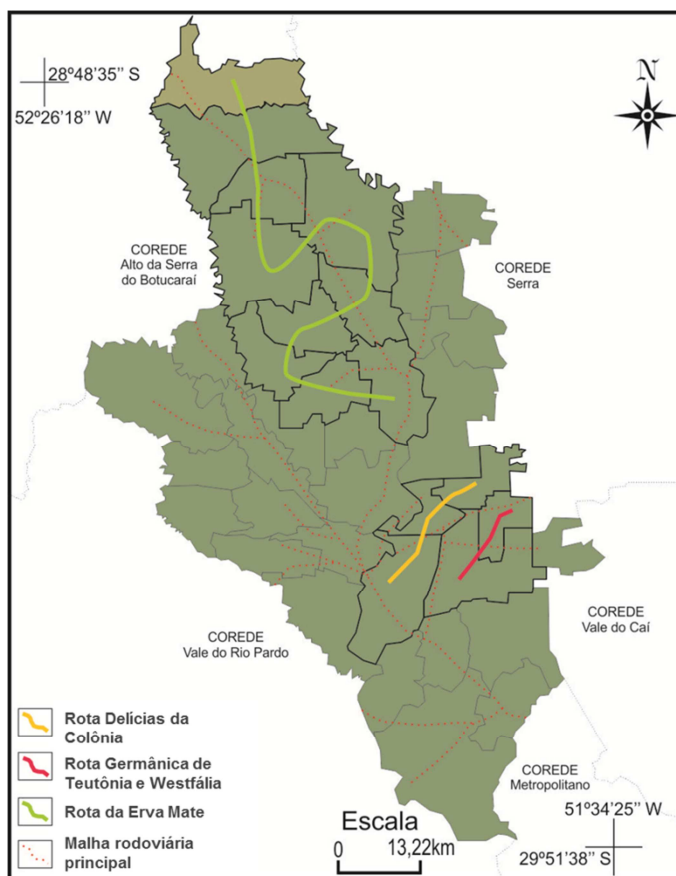 28º48'35’’ S
52º26'18’’ W
N
COREDE
Alto da Serra
do Botucaraí
COREDE
Serra
COREDE
Vale do Rio Pardo
COREDE
Vale do Caí
COREDE
Metropolitano
Rota Delícias da
Colônia
Rota Germânica de
Teutônia e Westfália
Rota da Erva Mate
Malha rodoviária
principal
Escala
0 13,22km
51º34'25’’ W
29º51'38’’ S